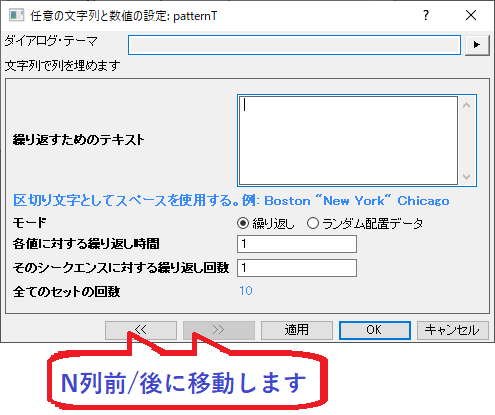 任意の文字列と数値の設定: patternT
ダイアログ・テーマ
文字列で列を埋めます
繰り返すためのテキスト
区切り文字としてスペースを使用する。例: Boston "New York" Chicago
モード 繰り返し ランダム配置データ
各値に対する繰り返し時間 1
そのシークエンスに対する繰り返し回数 1
全てのセットの回数 10
<< >> 適用 OK キャンセル
N列前/後に移動します